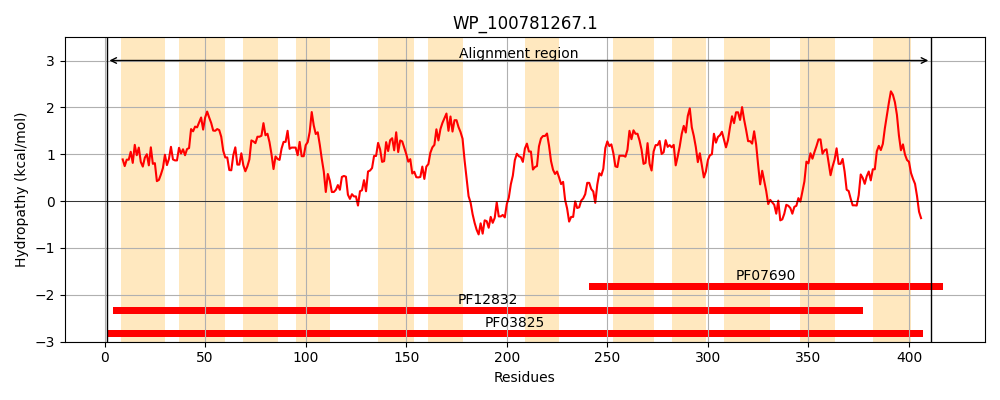 WP_100781267.1
Alignment region
3
2
1
0
−1
−2
−3
Hydropathy (kcal/mol)
PF07690
PF12832
PF03825
0
50
100
150
200
250
300
350
400
Residues